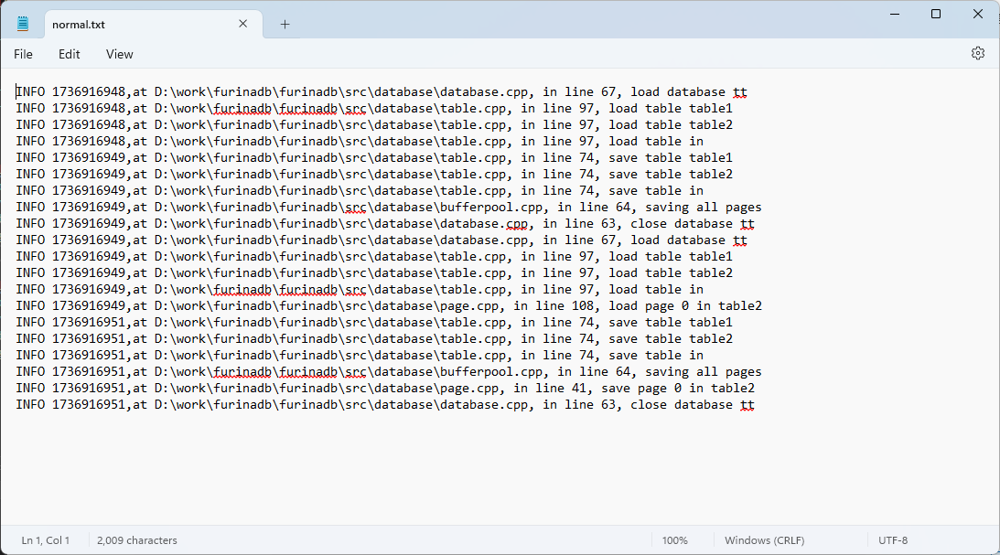 normal.txt
File Edit View
INFO 1736916948,at D:\work\furinadb\furinadb\src\database\database.cpp, in line 67, load database tt
INFO 1736916948,at D:\work\furinadb\furinadb\src\database\table.cpp, in line 97, load table table1
INFO 1736916948,at D:\work\furinadb\furinadb\src\database\table.cpp, in line 97, load table table2
INFO 1736916948,at D:\work\furinadb\furinadb\src\database\table.cpp, in line 97, load table in
INFO 1736916949,at D:\work\furinadb\furinadb\src\database\table.cpp, in line 74, save table table1
INFO 1736916949,at D:\work\furinadb\furinadb\src\database\table.cpp, in line 74, save table table2
INFO 1736916949,at D:\work\furinadb\furinadb\src\database\table.cpp, in line 74, save table in
INFO 1736916949,at D:\work\furinadb\furinadb\src\database\bufferpool.cpp, in line 64, saving all pages
INFO 1736916949,at D:\work\furinadb\furinadb\src\database\database.cpp, in line 63, close database tt
INFO 1736916949,at D:\work\furinadb\furinadb\src\database\database.cpp, in line 67, load database tt
INFO 1736916949,at D:\work\furinadb\furinadb\src\database\table.cpp, in line 97, load table table1
INFO 1736916949,at D:\work\furinadb\furinadb\src\database\table.cpp, in line 97, load table table2
INFO 1736916949,at D:\work\furinadb\furinadb\src\database\table.cpp, in line 97, load table in
INFO 1736916949,at D:\work\furinadb\furinadb\src\database\page.cpp, in line 108, load page 0 in table2
INFO 1736916951,at D:\work\furinadb\furinadb\src\database\table.cpp, in line 74, save table table1
INFO 1736916951,at D:\work\furinadb\furinadb\src\database\table.cpp, in line 74, save table table2
INFO 1736916951,at D:\work\furinadb\furinadb\src\database\table.cpp, in line 74, save table in
INFO 1736916951,at D:\work\furinadb\furinadb\src\database\bufferpool.cpp, in line 64, saving all pages
INFO 1736916951,at D:\work\furinadb\furinadb\src\database\page.cpp, in line 41, save page 0 in table2
INFO 1736916951,at D:\work\furinadb\furinadb\src\database\database.cpp, in line 63, close database tt
Ln 1, Col 1 2,009 characters 100% Windows (CRLF) UTF-8